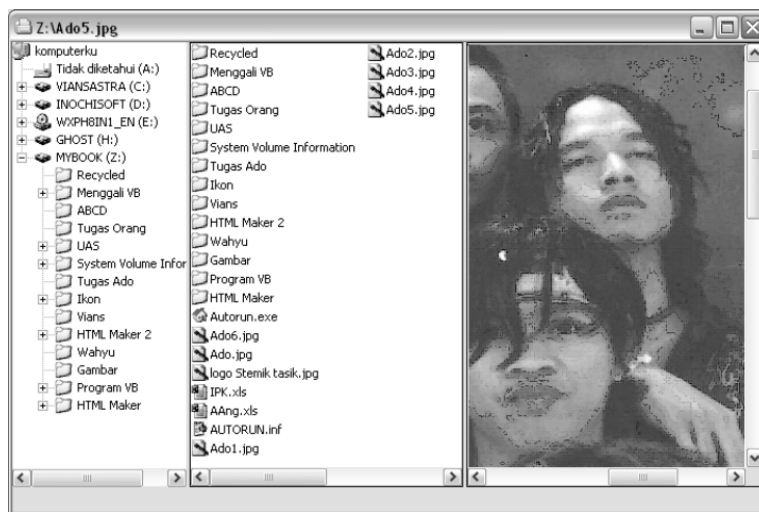 Z:\Ado5.jpg
komputerku
Tidak diketahui (A:)
VIANSASTRA (C:)
INOCHISOFT (D:)
WXPH8IN1_EN (E:)
GHOST (H:)
MYBOOK (Z:)
Recycled
Menggali VB
ABCD
Tugas Orang
UAS
System Volume Infor
Tugas Ado
Ikon
Vians
HTML Maker 2
Wahyu
Gambar
Program VB
HTML Maker
Recycled
Menggali VB
ABCD
Tugas Orang
UAS
System Volume Information
Tugas Ado
Ikon
Vians
HTML Maker 2
Wahyu
Gambar
Program VB
HTML Maker
Autorun.exe
Ado6.jpg
Ado.jpg
logo Stemik tasik.jpg
IPK.xls
AAng.xls
AUTORUN.inf
Ado1.jpg
Ado2.jpg
Ado3.jpg
Ado4.jpg
Ado5.jpg